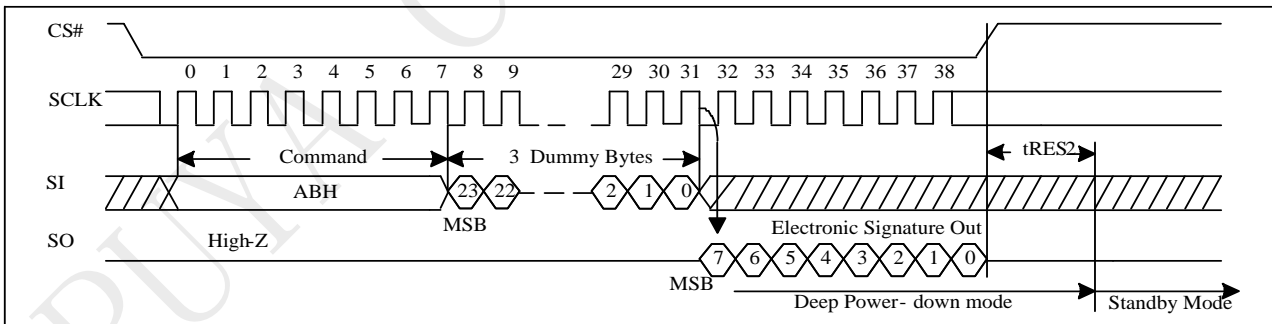 CS#
0 1 2 3 4 5 6 7 8 9 29 30 31 32 33 34 35 36 37 38
SCLK
Command 3 Dummy Bytes tRES2
SI ABH 23 22 2 1 0
MSB
SO High-Z Electronic Signature Out
7 6 5 4 3 2 1 0
MSB
Deep Power- down mode Standby Mode
PUYA